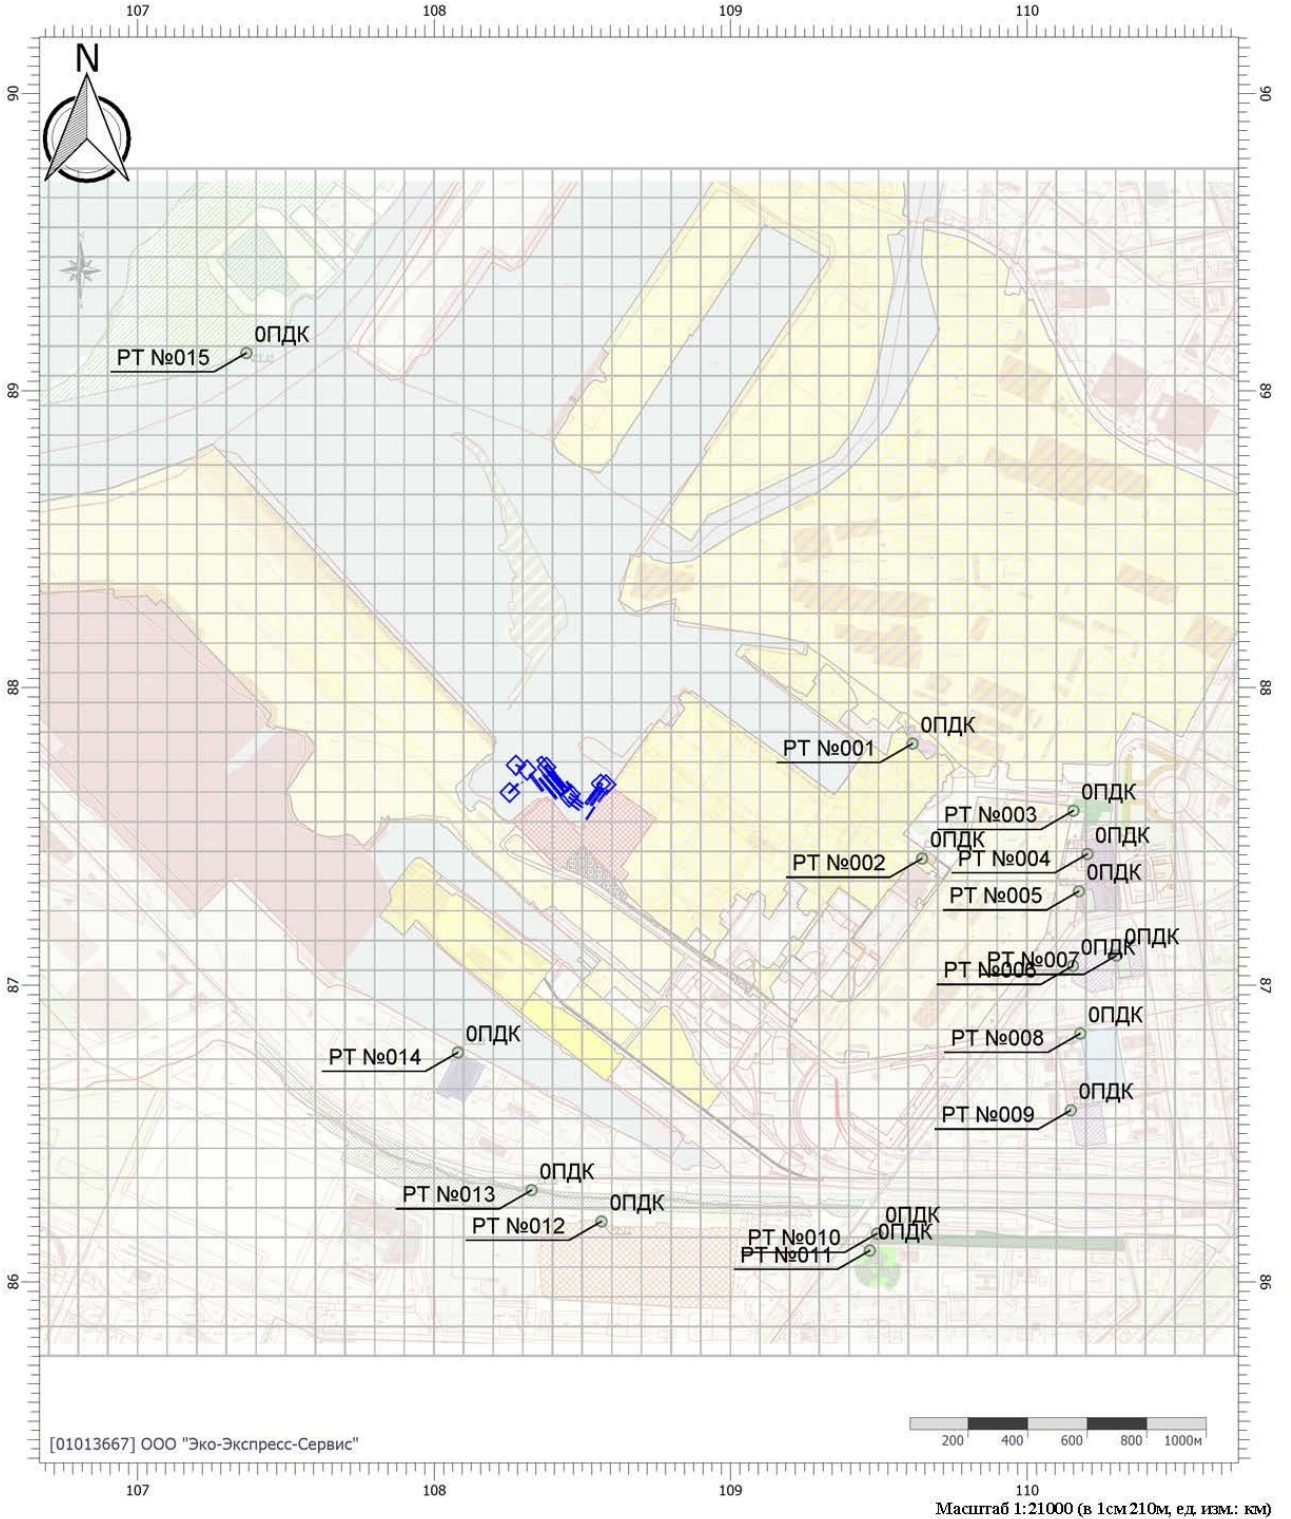 107 108 109 110
N
90 90
0ПДК
РТ №015
89 89
88 88
0ПДК
РТ №001
0ПДК
РТ №003
0ПДК
РТ №002
0ПДК
РТ №004
0ПДК
РТ №005
0ПДК
РТ №007
0ПДК
РТ №006
87 87
0ПДК
РТ №008
0ПДК
РТ №014
0ПДК
РТ №009
0ПДК
РТ №013
0ПДК
РТ №012
0ПДК
РТ №010
0ПДК
РТ №011
86 86
[01013667] ООО "Эко-Экспресс-Сервис"
200 400 600 800 1000м
107 108 109 110
Масштаб 1:21000 (в 1см 210м, ед. изм.: км)